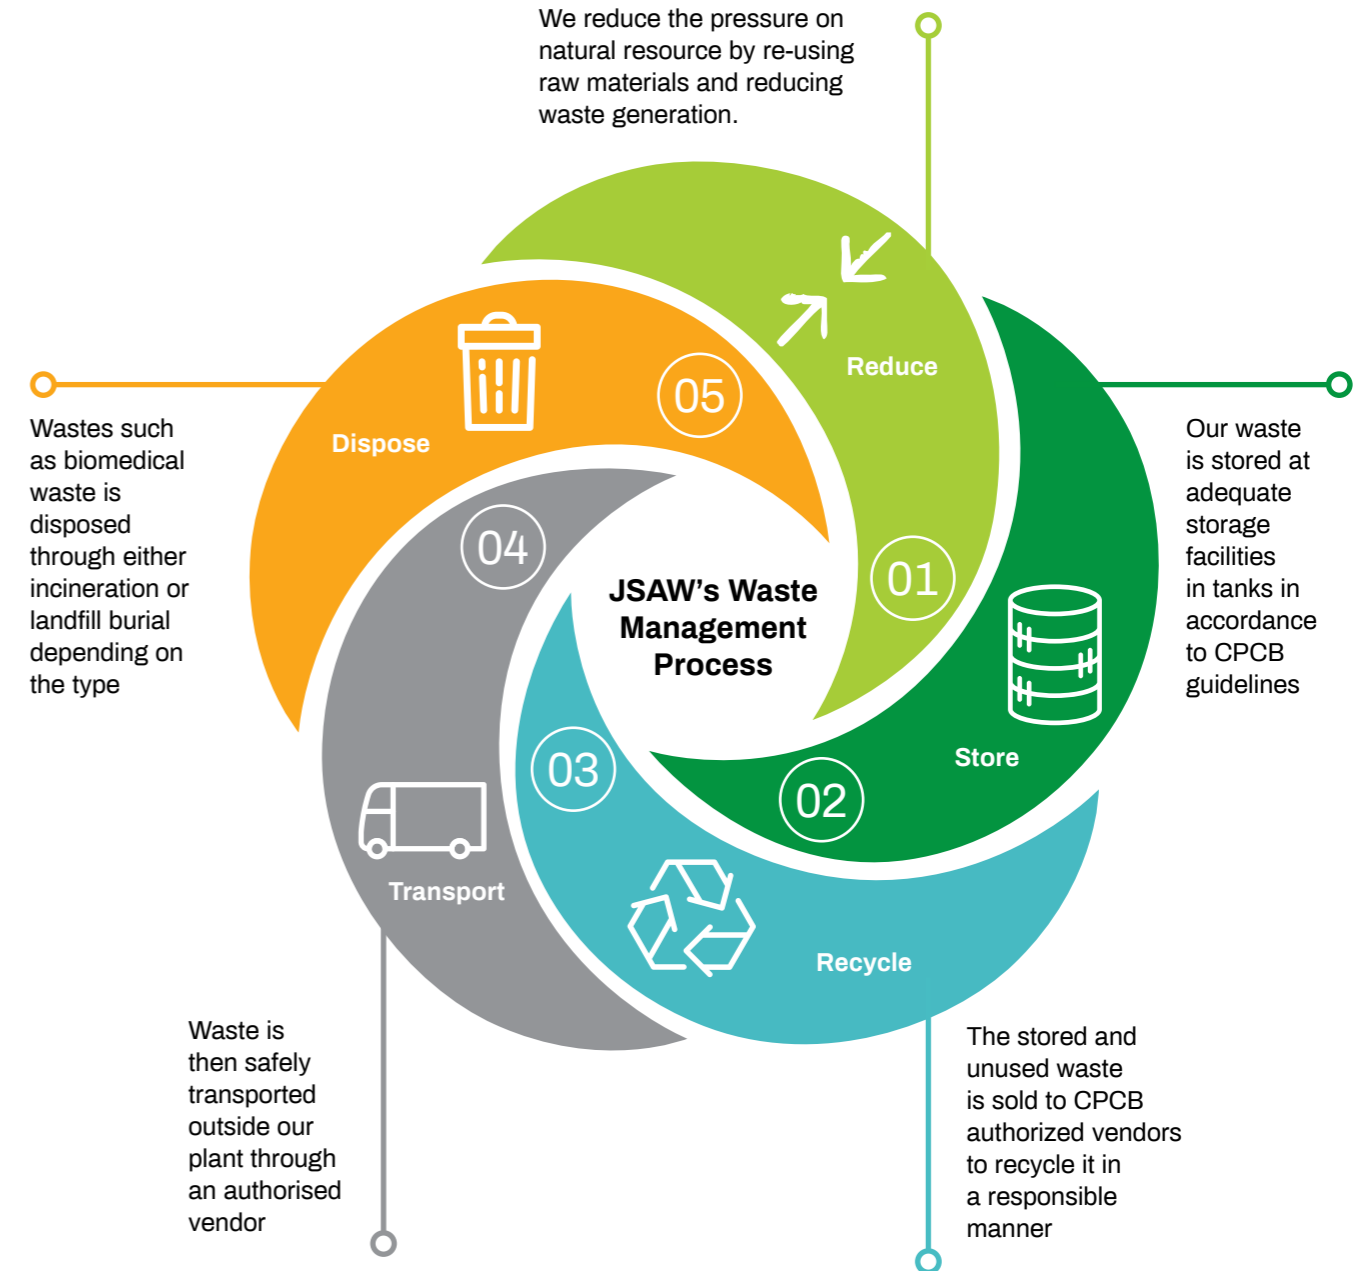 We reduce the pressure on
natural resource by re-using
raw materials and reducing
waste generation.
Reduce
01
Our waste
is stored at
adequate
storage
facilities
in tanks in
accordance
to CPCB
guidelines
Store
02
The stored and
unused waste
is sold to CPCB
authorized vendors
to recycle it in
a responsible
manner
Recycle
03
Waste is
then safely
transported
outside our
plant through
an authorised
vendor
Transport
04
Wastes such
as biomedical
waste is
disposed
through either
incineration or
landfill burial
depending on
the type
Dispose
05
JSAW's Waste
Management
Process